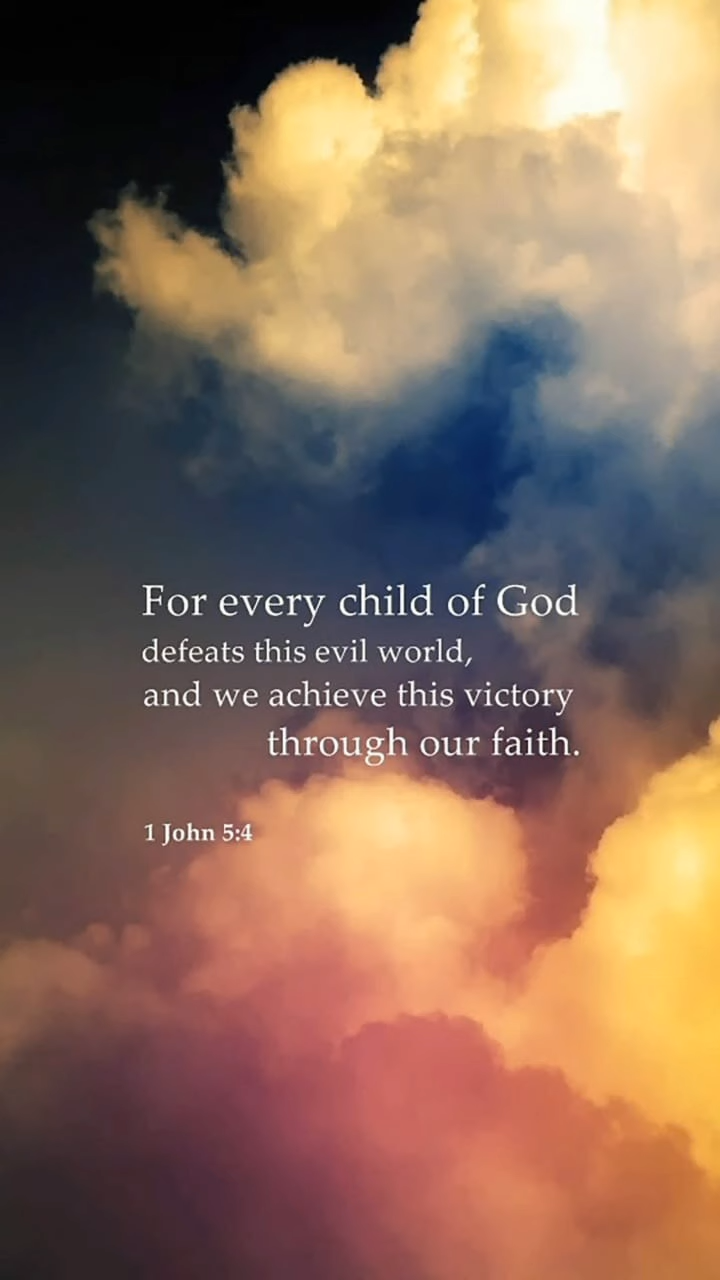 For every child of God
defeats this evil world,
and we achieve this victory
through our faith.
1 John 5:4